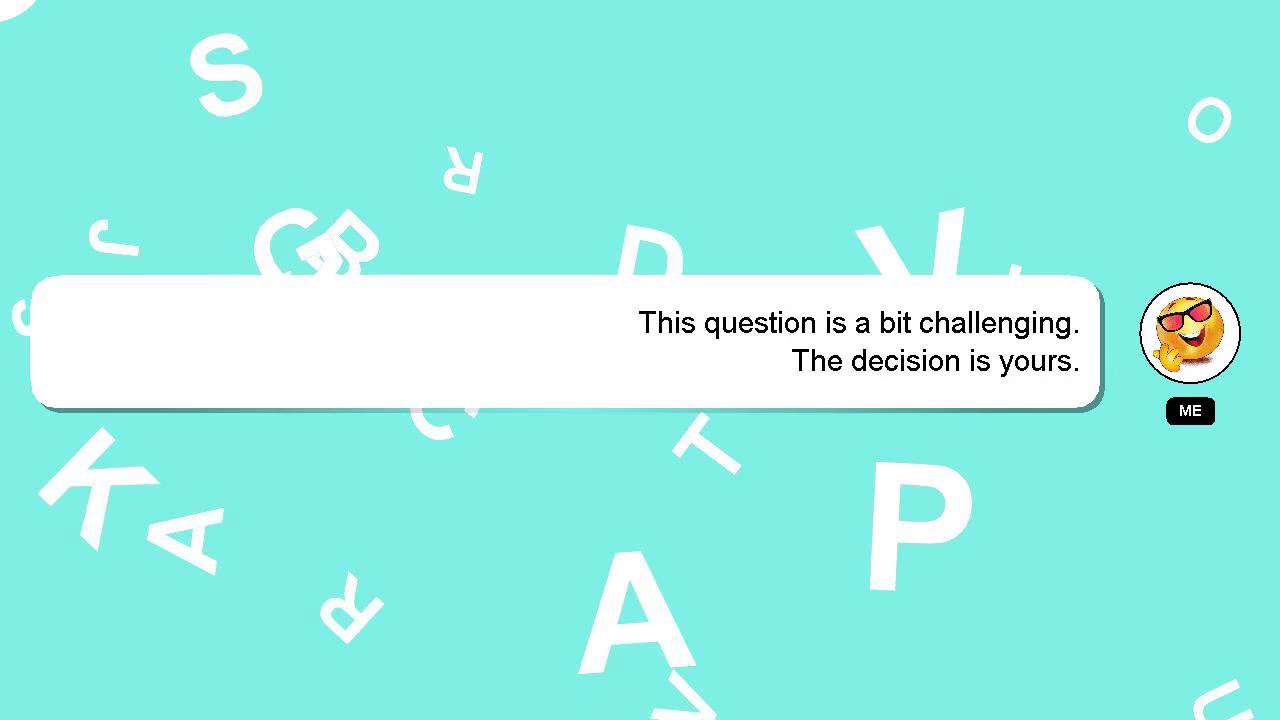 S
O
R
J
G
B
D
V
S
This question is a bit challenging.
The decision is yours.
ME
K
A
T
P
R
A